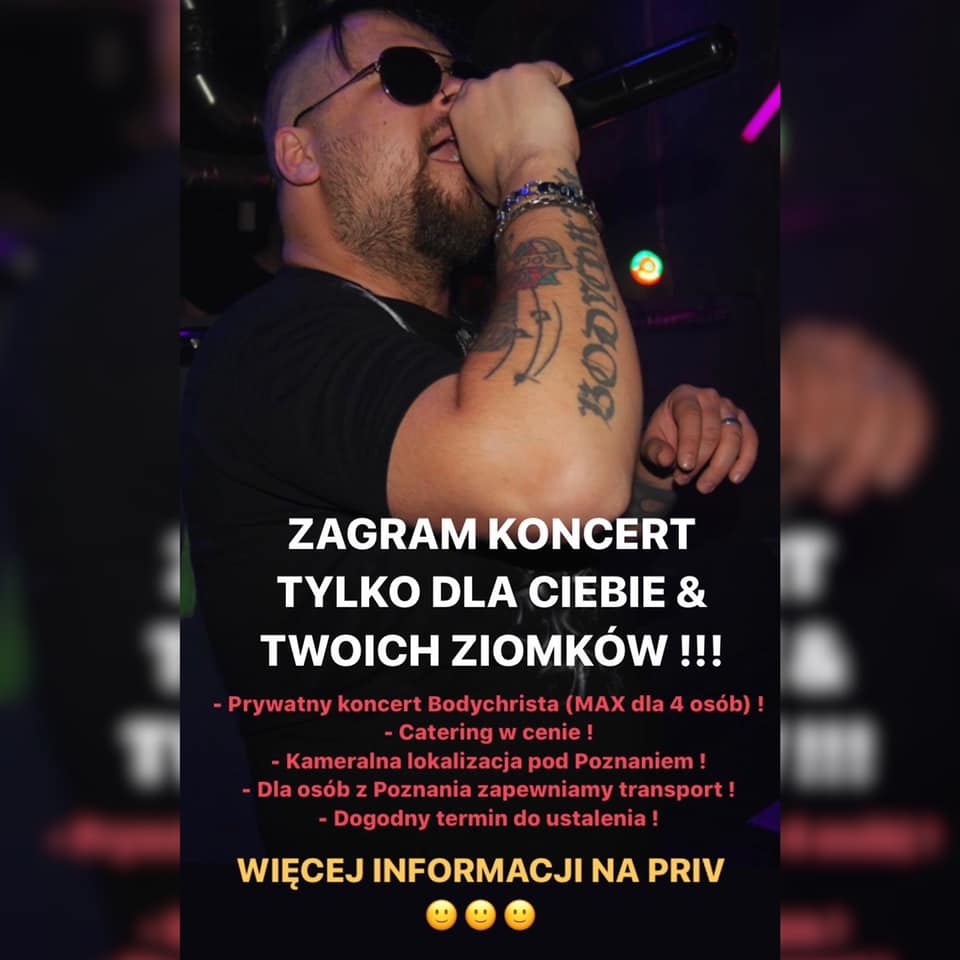 ZAGRAM KONCERT
TYLKO DLA CIEBIE &
TWOICH ZIOMKÓW !!!
- Prywatny koncert Bodychrista (MAX dla 4 osób) !
- Catering w cenie !
- Kameralna lokalizacja pod Poznaniem !
- Dla osób z Poznania zapewniamy transport !
- Dogodny termin do ustalenia !
WIĘCEJ INFORMACJI NA PRIV
🙂 🙂 🙂